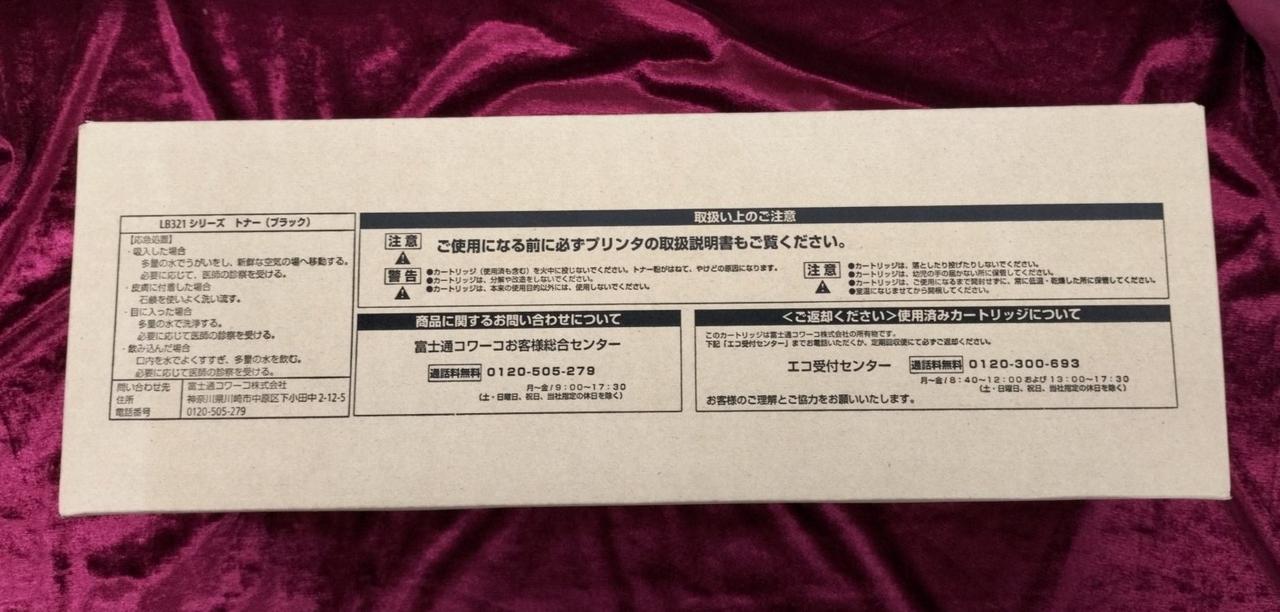 LB321 シリーズ トナー（ブラック）
【応急処置】
・吸入した場合
多量の水でうがいをし、新鮮な空気の場へ移動する。
必要に応じて、医師の診察を受ける。
・皮膚に付着した場合
石鹸を使いよく洗い流す。
・目に入った場合
多量の水で洗浄する。
必要に応じて医師の診察を受ける。
・飲み込んだ場合
口内を水でよくすすぎ、多量の水を飲む。
必要に応じて医師の診察を受ける。
問い合わせ先 富士通コワーコ株式会社
住所 神奈川県川崎市中原区下小田中2-12-5
電話番号 0120-505-279
取扱い上のご注意
注意 ご使用になる前に必ずプリンタの取扱説明書もご覧ください。
警告
●カートリッジ（使用済も含む）を火中に投じないでください。トナー粉がはねて、やけどの原因になります。
●カートリッジは、分解や改造をしないでください。
●カートリッジは、本来の使用目的以外には、使用しないでください。
注意
●カートリッジは、落としたり投げたりしないでください。
●カートリッジは、幼児の手の届かない所に保管してください。
●カートリッジは、ご使用になるまで開封せずに、常に低温・乾燥した所に保管してください。
●室温になじませてから開梱してください。
商品に関するお問い合わせについて
富士通コワーコお客様総合センター
通話料無料 0120-505-279
月〜金/9:00〜17:30
（土・日曜日、祝日、当社指定の休日を除く）
＜ご返却ください＞使用済みカートリッジについて
このカートリッジは富士通コワーコ株式会社の所有物です。
下記「エコ受付センター」までお電話いただくか、定期回収便にて必ずご返却ください。
エコ受付センター 通話料無料 0120-300-693
月〜金/8:40〜12:00および13:00〜17:30
（土・日曜日、祝日、当社指定の休日を除く）
お客様のご理解とご協力をお願いいたします。